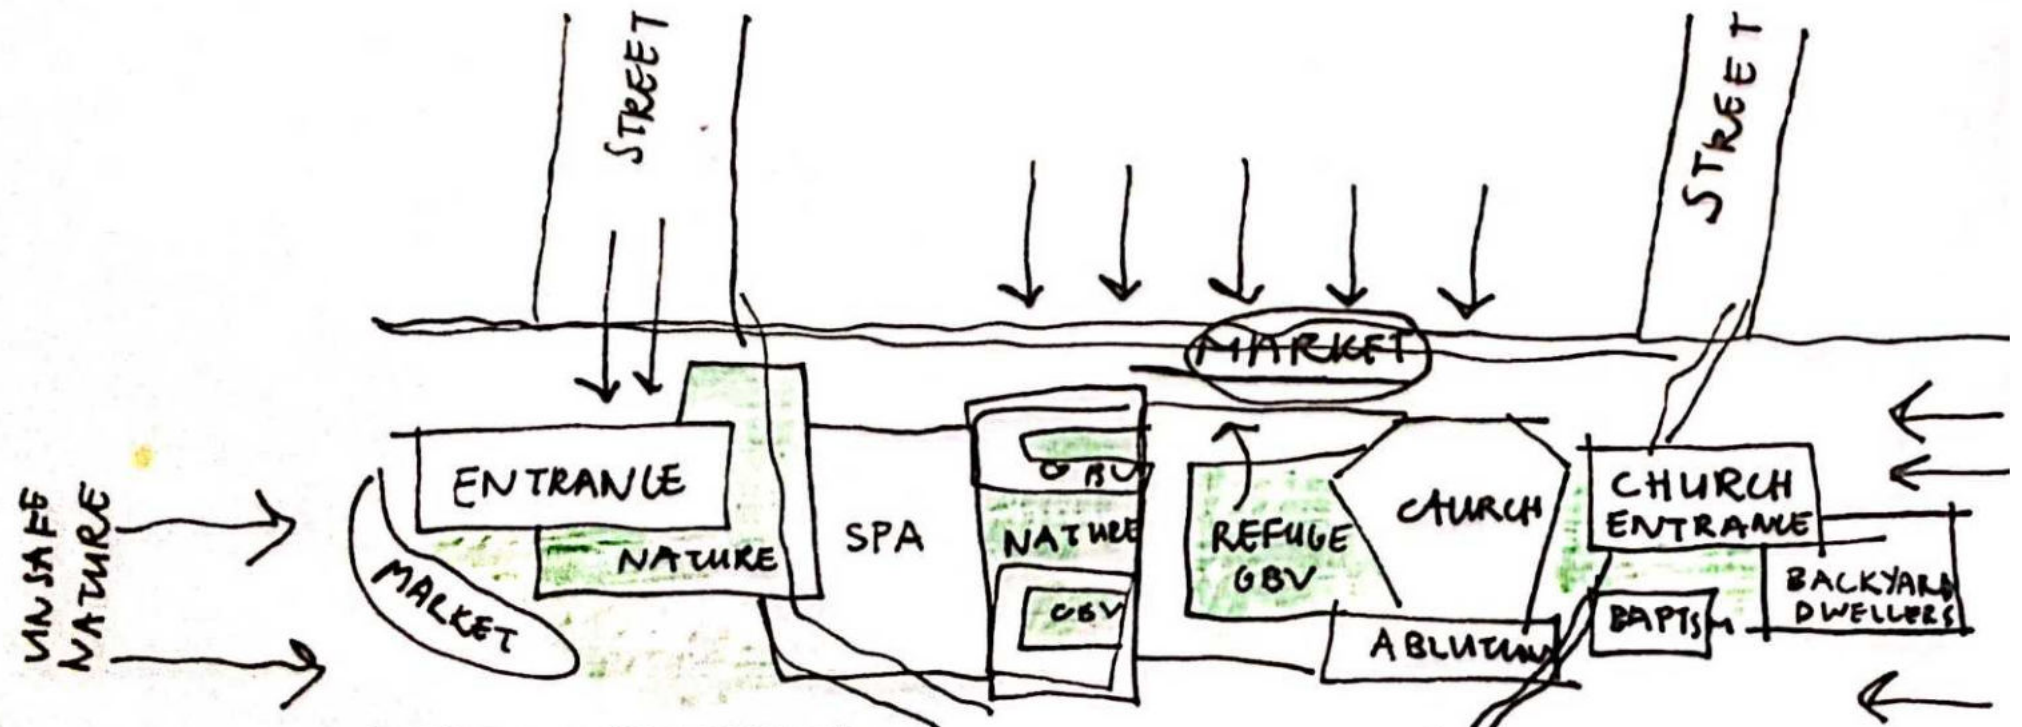 STREET
STREET
MARKET
UNSAFE
NATURE
ENTRANCE
NATURE
MARKET
SPA
GBV
NATURE
GBV
REFUGE
GBV
CHURCH
ABLUTION
CHURCH
ENTRANCE
BAPTSM
BACKYARD
DWELLERS